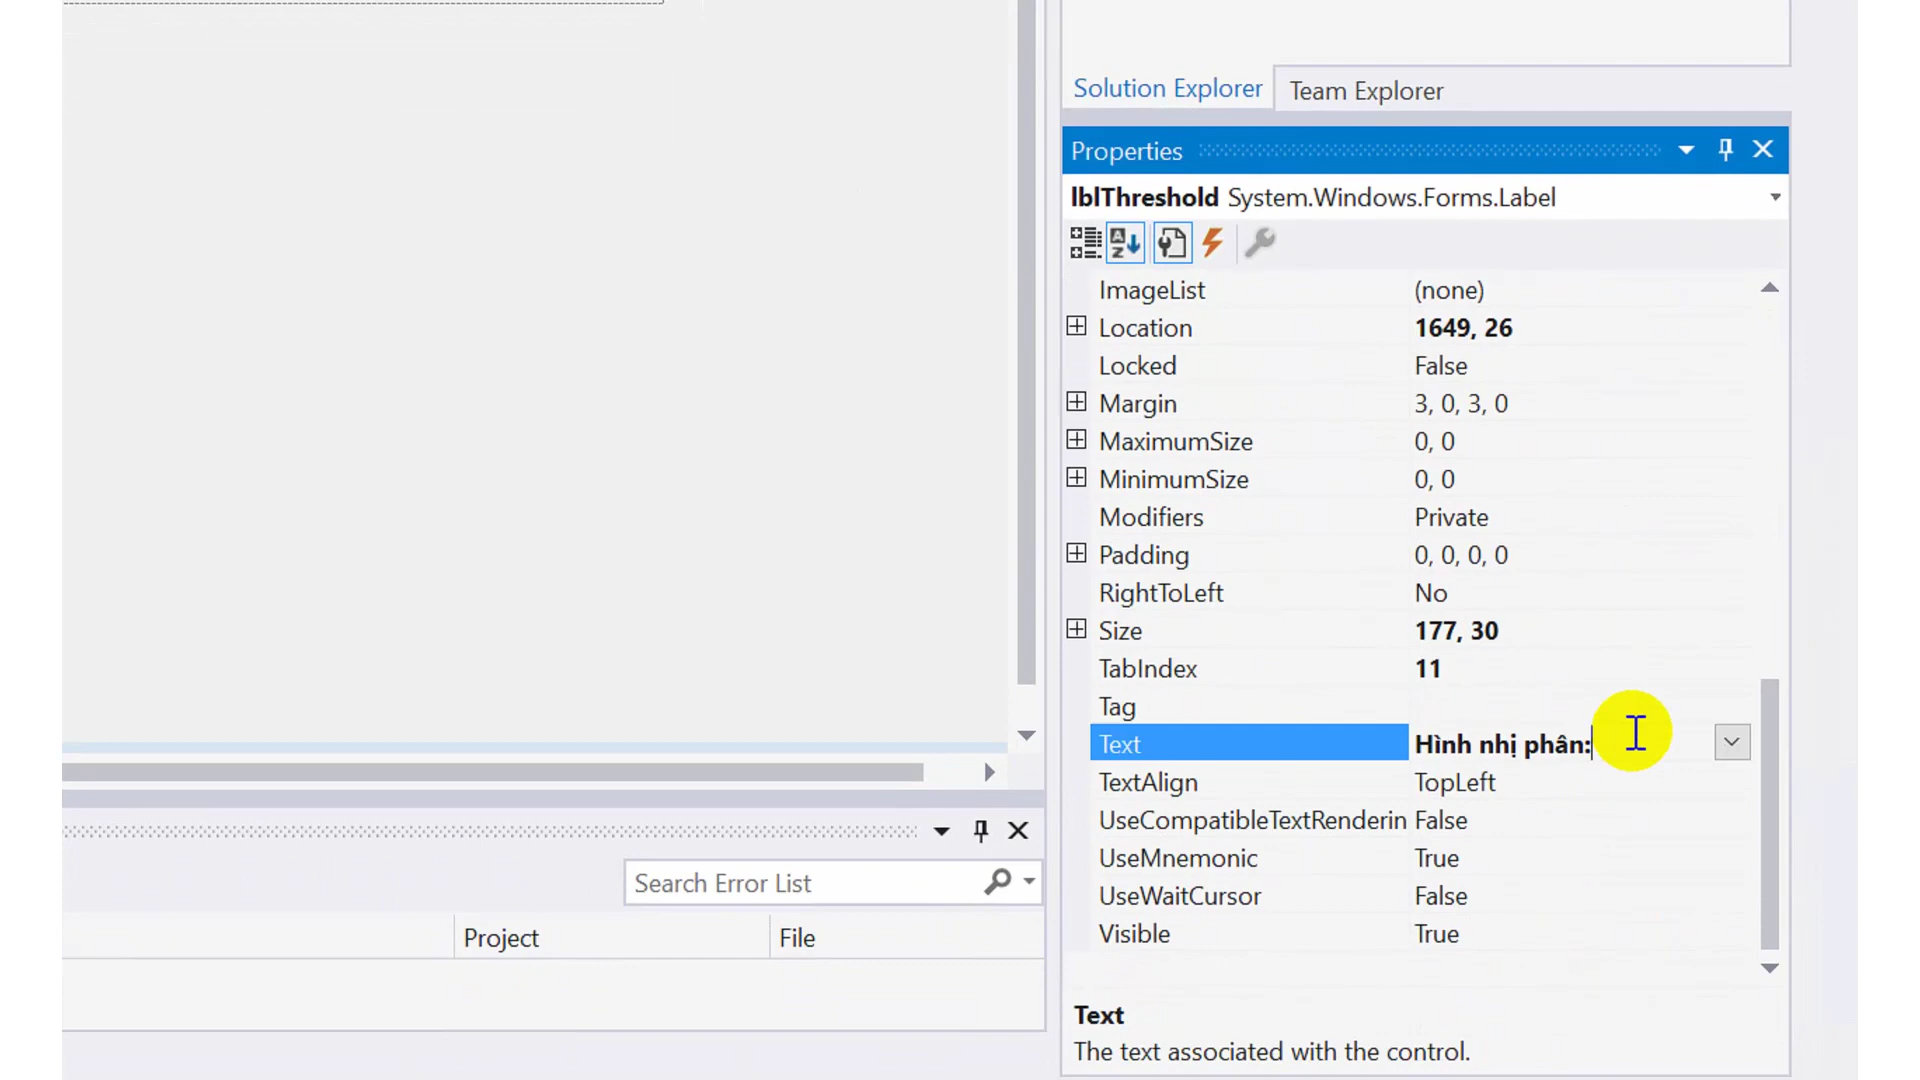 Solution Explorer Team Explorer
Properties
lblThreshold System.Windows.Forms.Label
ImageList (none)
Location 1649, 26
Locked False
Margin 3, 0, 3, 0
MaximumSize 0, 0
MinimumSize 0, 0
Modifiers Private
Padding 0, 0, 0, 0
RightToLeft No
Size 177, 30
TabIndex 11
Tag
Text Hình nhị phân:
TextAlign TopLeft
UseCompatibleTextRenderin False
UseMnemonic True
UseWaitCursor False
Visible True
Text
The text associated with the control.
Search Error List
Project File